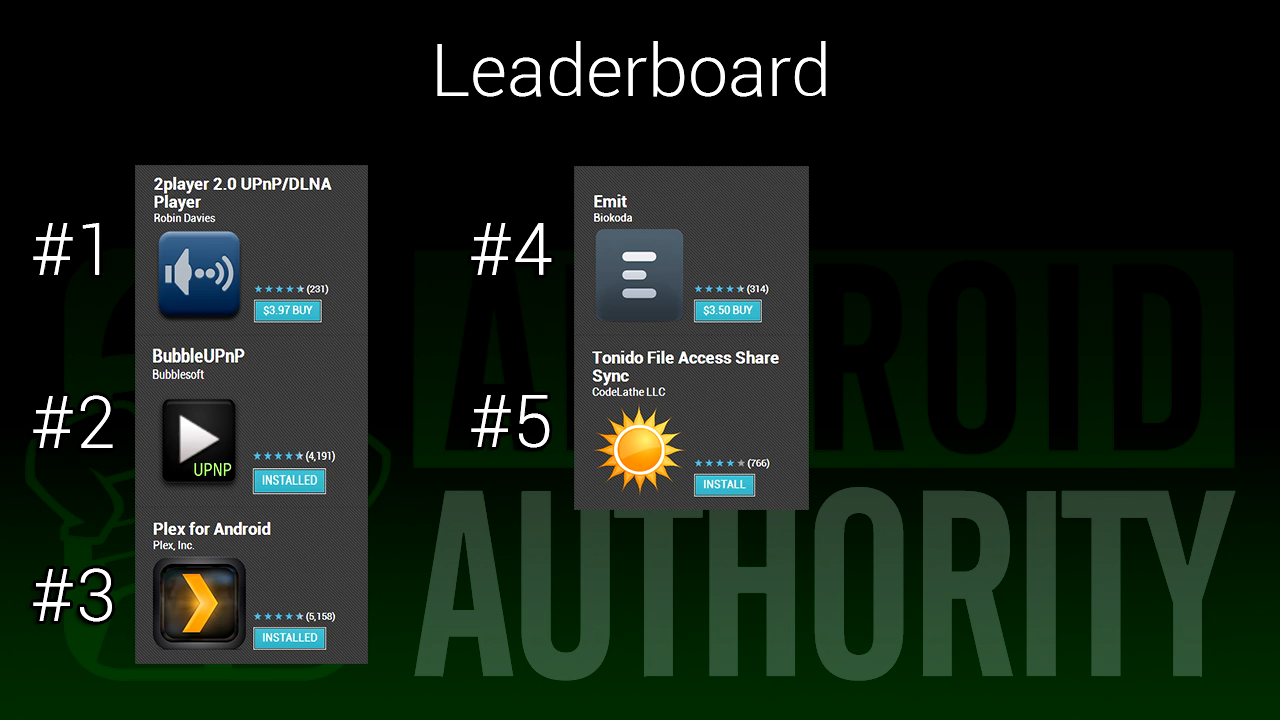 Leaderboard
#1
2player 2.0 UPnP/DLNA
Player
Robin Davies
(231)
$3.97 BUY
#2
BubbleUPnP
Bubblesoft
UPNP
(4,191)
INSTALLED
#3
Plex for Android
Plex, Inc.
(5,158)
INSTALLED
#4
Emit
Biokoda
(314)
$3.50 BUY
#5
Tonido File Access Share
Sync
CodeLathe LLC
(766)
INSTALL
ANDROID
AUTHORITY